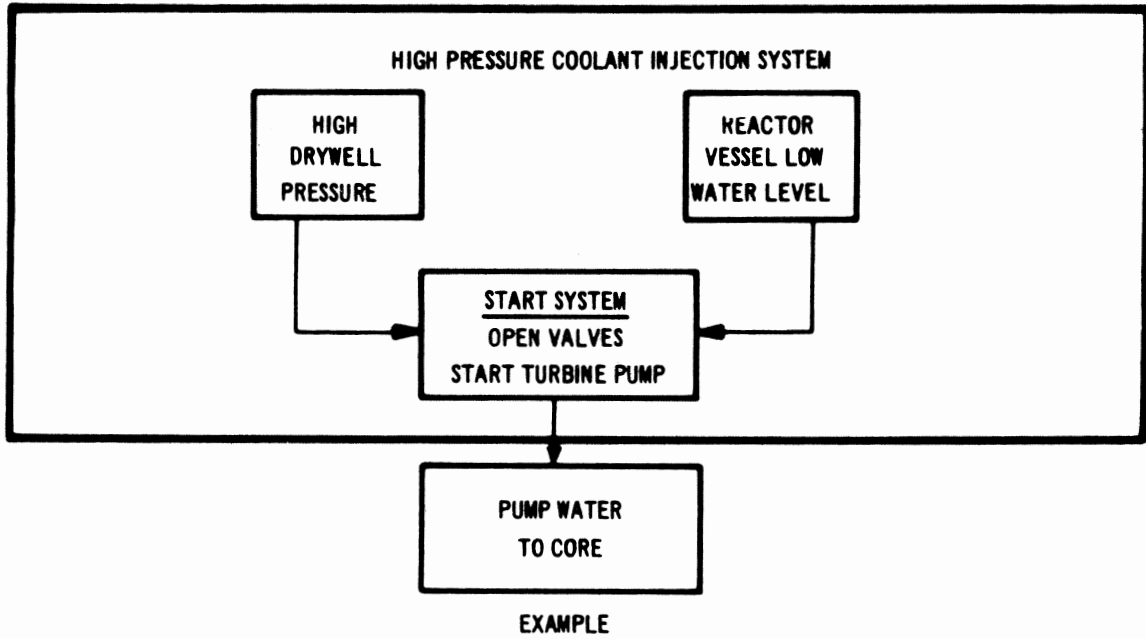 HIGH PRESSURE COOLANT INJECTION SYSTEM
HIGH
DRYWELL
PRESSURE
REACTOR
VESSEL LOW
WATER LEVEL
START SYSTEM
OPEN VALVES
START TURBINE PUMP
PUMP WATER
TO CORE
EXAMPLE